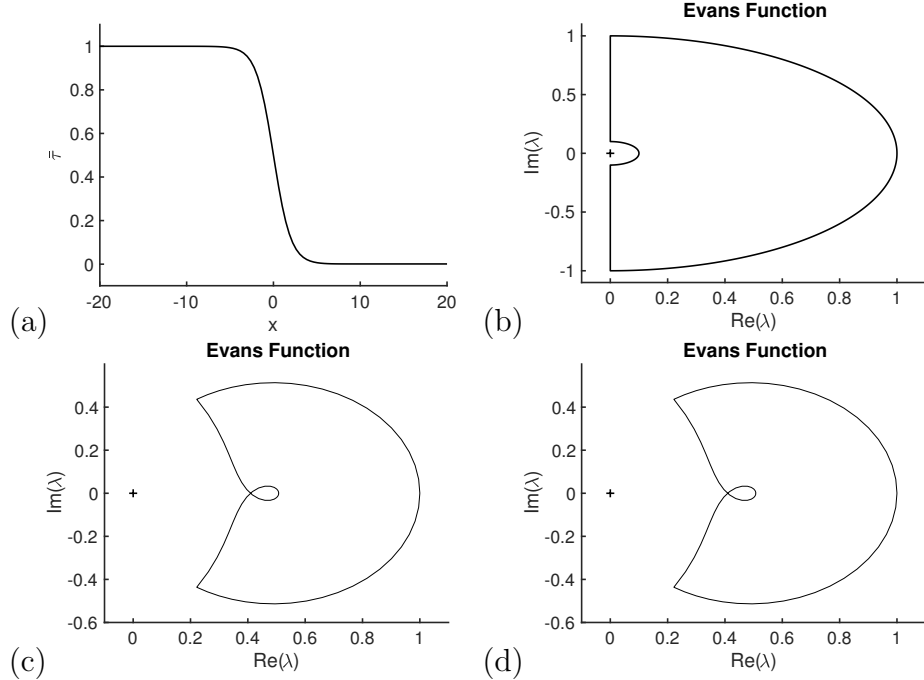 1
0.8
0.6
0.4
0.2
0
τ̄
-20 -10 0 10 20
x
(a)
Evans Function
1
0.5
0
-0.5
-1
Im(λ)
0 0.2 0.4 0.6 0.8 1
Re(λ)
(b)
Evans Function
0.4
0.2
0
-0.2
-0.4
-0.6
Im(λ)
0 0.2 0.4 0.6 0.8 1
Re(λ)
(c)
Evans Function
0.4
0.2
0
-0.2
-0.4
-0.6
Im(λ)
0 0.2 0.4 0.6 0.8 1
Re(λ)
(d)